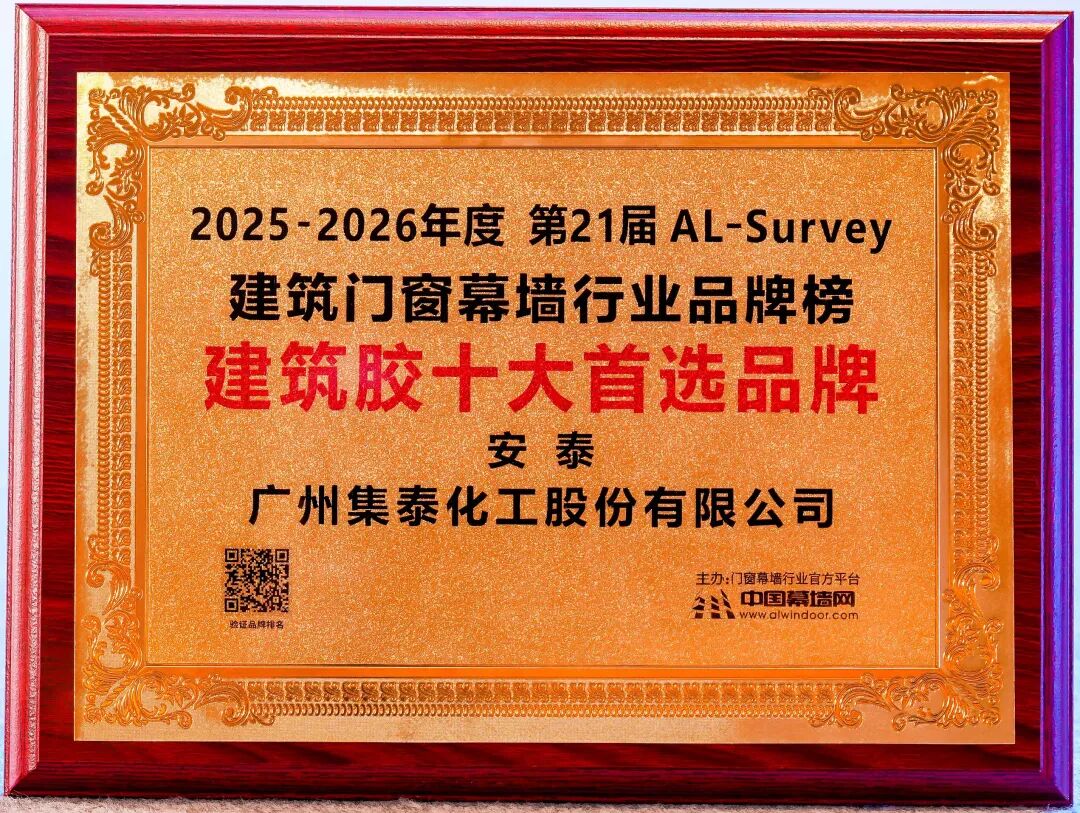 2025-2026年度 第21届 AL-Survey
建筑门窗幕墙行业品牌榜
建筑胶十大首选品牌
安 泰
广州集泰化工股份有限公司
验证品牌排名
主办:门窗幕墙行业官方平台
中国幕墙网
www.alwindoor.com